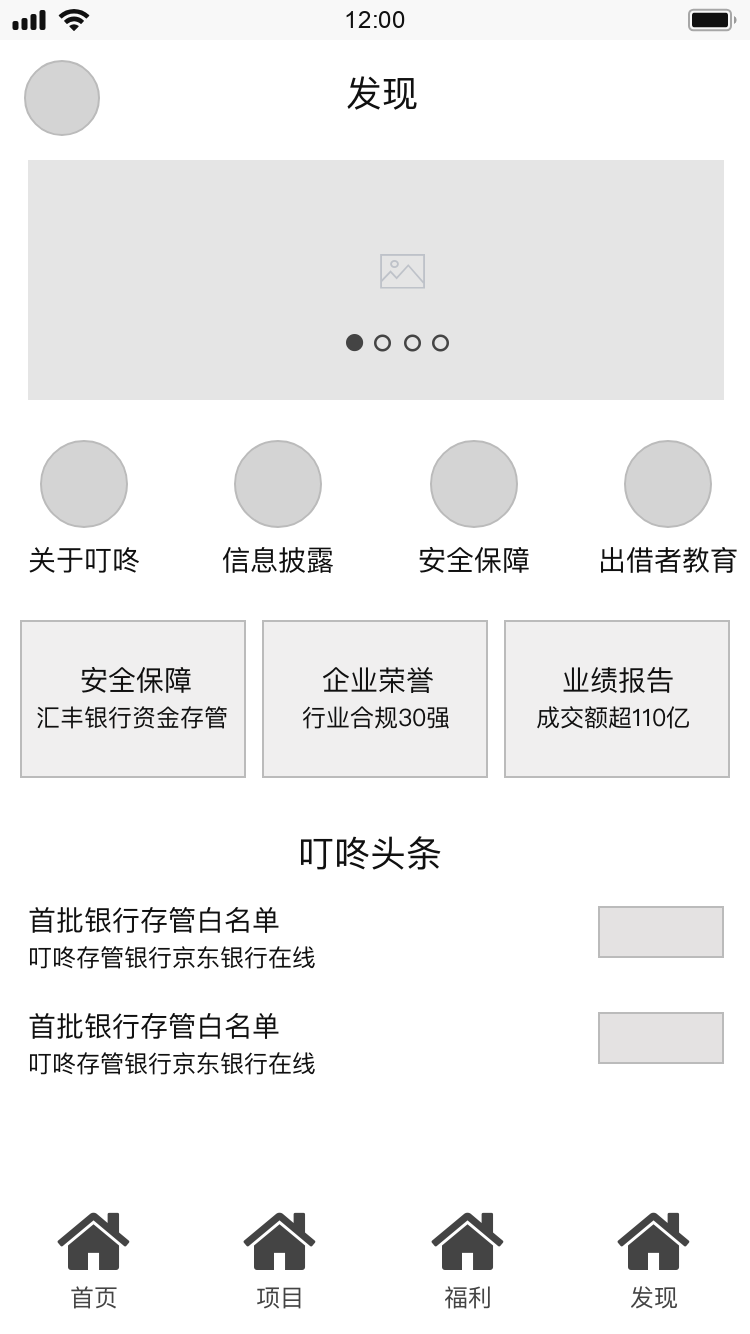 12:00
发现
关于叮咚
信息披露
安全保障
出借者教育
安全保障
汇丰银行资金存管
企业荣誉
行业合规30强
业绩报告
成交额超110亿
叮咚头条
首批银行存管白名单
叮咚存管银行京东银行在线
首批银行存管白名单
叮咚存管银行京东银行在线
首页
项目
福利
发现